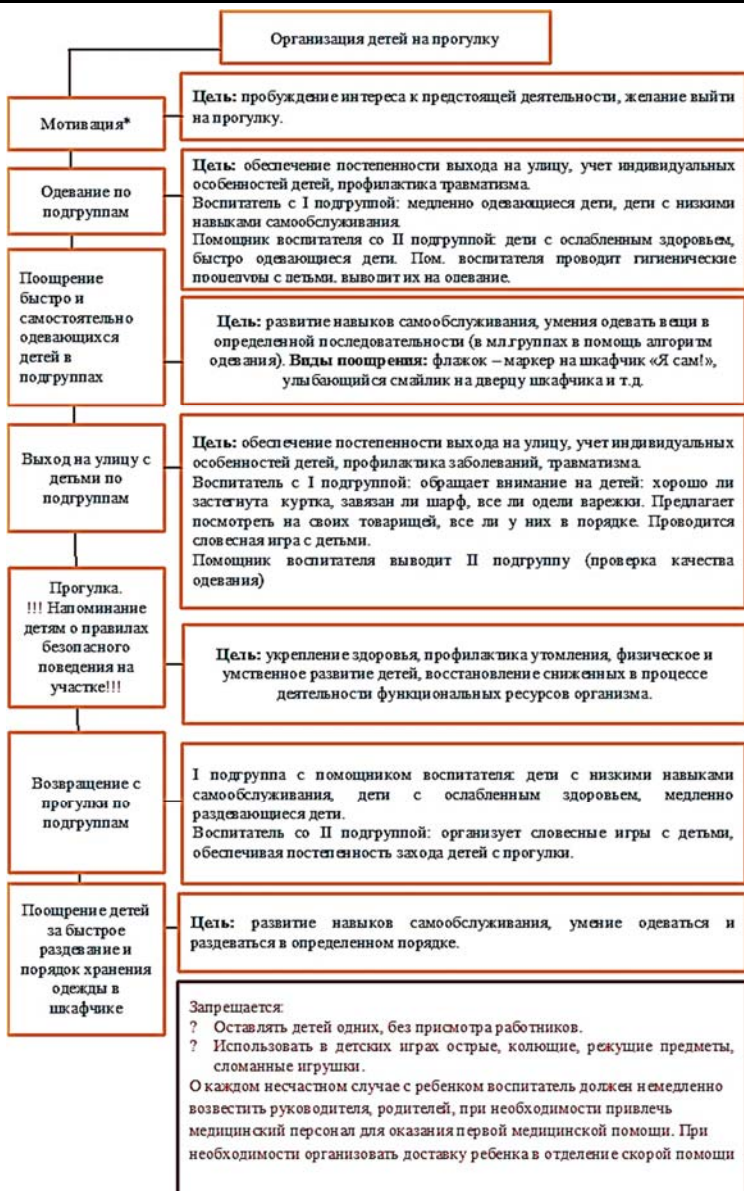 Организация детей на прогулку
Мотивация*
Цель: пробуждение интереса к предстоящей деятельности, желание выйти
на прогулку.
Одевание по
подгруппам
Цель: обеспечение постепенности выхода на улицу, учет индивидуальных
особенностей детей, профилактика травматизма.
Воспитатель с I подгруппой: медленно одевающиеся дети, дети с низкими
навыками самообслуживания.
Помощник воспитателя со II подгруппой: дети с ослабленным здоровьем,
быстро одевающиеся дети. Пом. воспитателя проводит гигиенические
процедуры с детьми, выводит их на одевание.
Поощрение
быстро и
самостоятельно
одевающихся
детей в
подгруппах
Цель: развитие навыков самообслуживания, умения одевать вещи в
определенной последовательности (в мл.группах в помощь алгоритм
одевания). Виды поощрения: флажок – маркер на шкафчик «Я сам!»,
улыбающийся смайлик на дверцу шкафчика и т.д.
Выход на улицу с
детьми по
подгруппам
Цель: обеспечение постепенности выхода на улицу, учет индивидуальных
особенностей детей, профилактика заболеваний, травматизма.
Воспитатель с I подгруппой: обращает внимание на детей: хорошо ли
застегнута куртка, завязан ли шарф, все ли одели варежки. Предлагает
посмотреть на своих товарищей, все ли у них в порядке. Проводится
словесная игра с детьми.
Помощник воспитателя выводит II подгруппу (проверка качества
одевания)
Прогулка.
!!! Напоминание
детям о правилах
безопасного
поведения на
участке!!!
Цель: укрепление здоровья, профилактика утомления, физическое и
умственное развитие детей, восстановление сниженных в процессе
деятельности функциональных ресурсов организма.
Возвращение с
прогулки по
подгруппам
I подгруппа с помощником воспитателя: дети с низкими навыками
самообслуживания, дети с ослабленным здоровьем, медленно
раздевающиеся дети.
Воспитатель со II подгруппой: организует словесные игры с детьми,
обеспечивая постепенность захода детей с прогулки.
Поощрение детей
за быстрое
раздевание и
порядок хранения
одежды в
шкафчике
Цель: развитие навыков самообслуживания, умение одеваться и
раздеваться в определенном порядке.
Запрещается:
? Оставлять детей одних, без присмотра работников.
? Использовать в детских играх острые, колющие, режущие предметы,
сломанные игрушки.
О каждом несчастном случае с ребенком воспитатель должен немедленно
возвестить руководителя, родителей, при необходимости привлечь
медицинский персонал для оказания первой медицинской помощи. При
необходимости организовать доставку ребенка в отделение скорой помощи